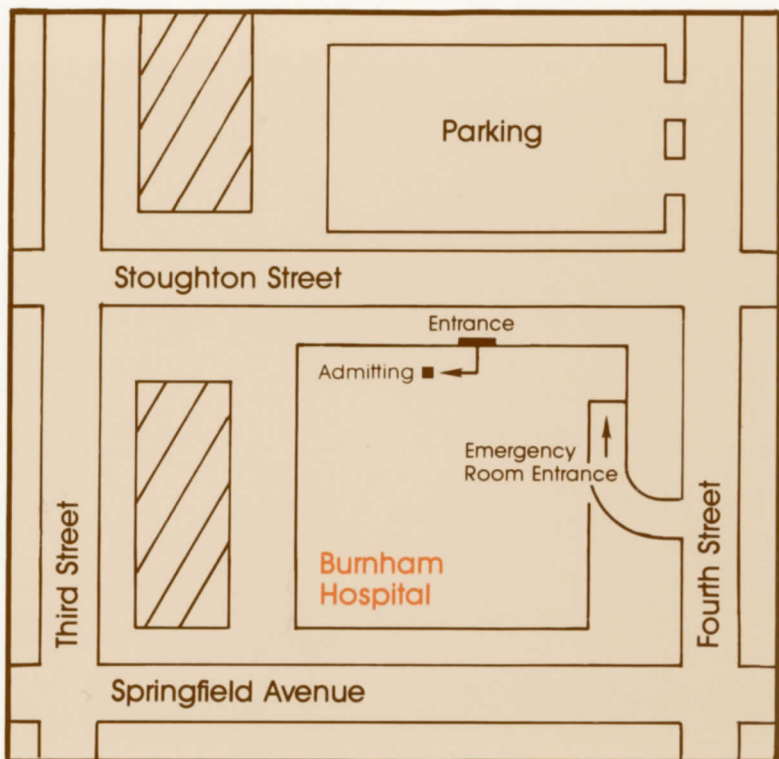 Parking
Stoughton Street
Entrance
Admitting
Emergency
Room Entrance
Burnham
Hospital
Third Street
Fourth Street
Springfield Avenue